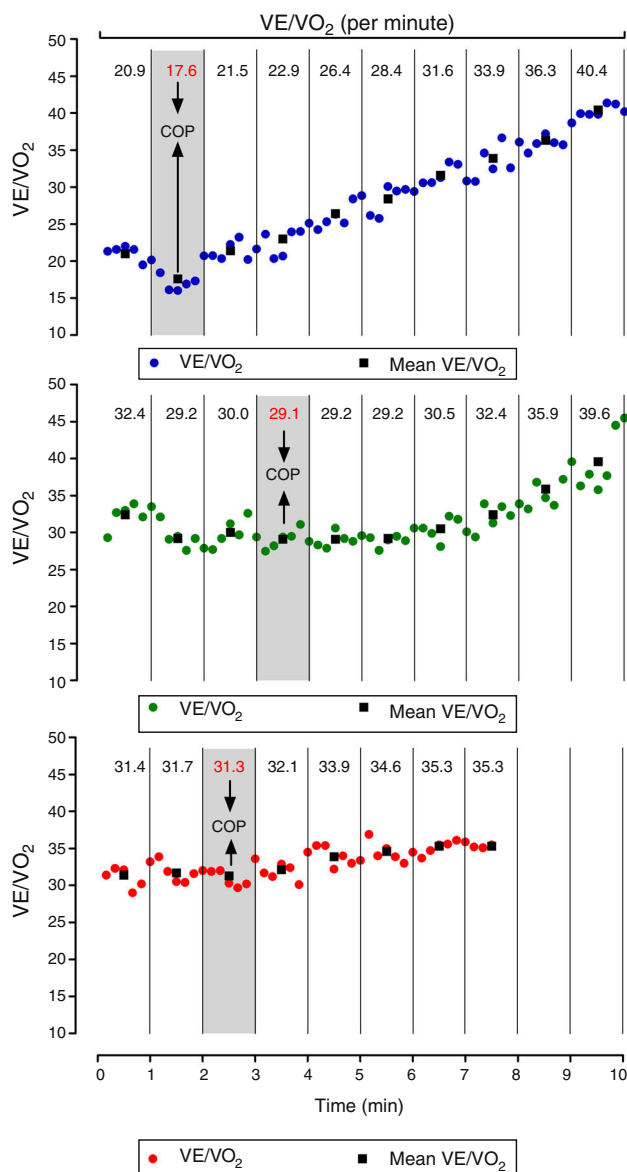 VE/VO2 (per minute)
50
45
40
35
30
25
20
15
10
VE/VO2
20.9 17.6 21.5 22.9 26.4 28.4 31.6 33.9 36.3 40.4
COP
VE/VO2 Mean VE/VO2
50
45
40
35
30
25
20
15
10
VE/VO2
32.4 29.2 30.0 29.1 29.2 29.2 30.5 32.4 35.9 39.6
COP
VE/VO2 Mean VE/VO2
50
45
40
35
30
25
20
15
10
VE/VO2
31.4 31.7 31.3 32.1 33.9 34.6 35.3 35.3
COP
0 1 2 3 4 5 6 7 8 9 10
Time (min)
VE/VO2 Mean VE/VO2